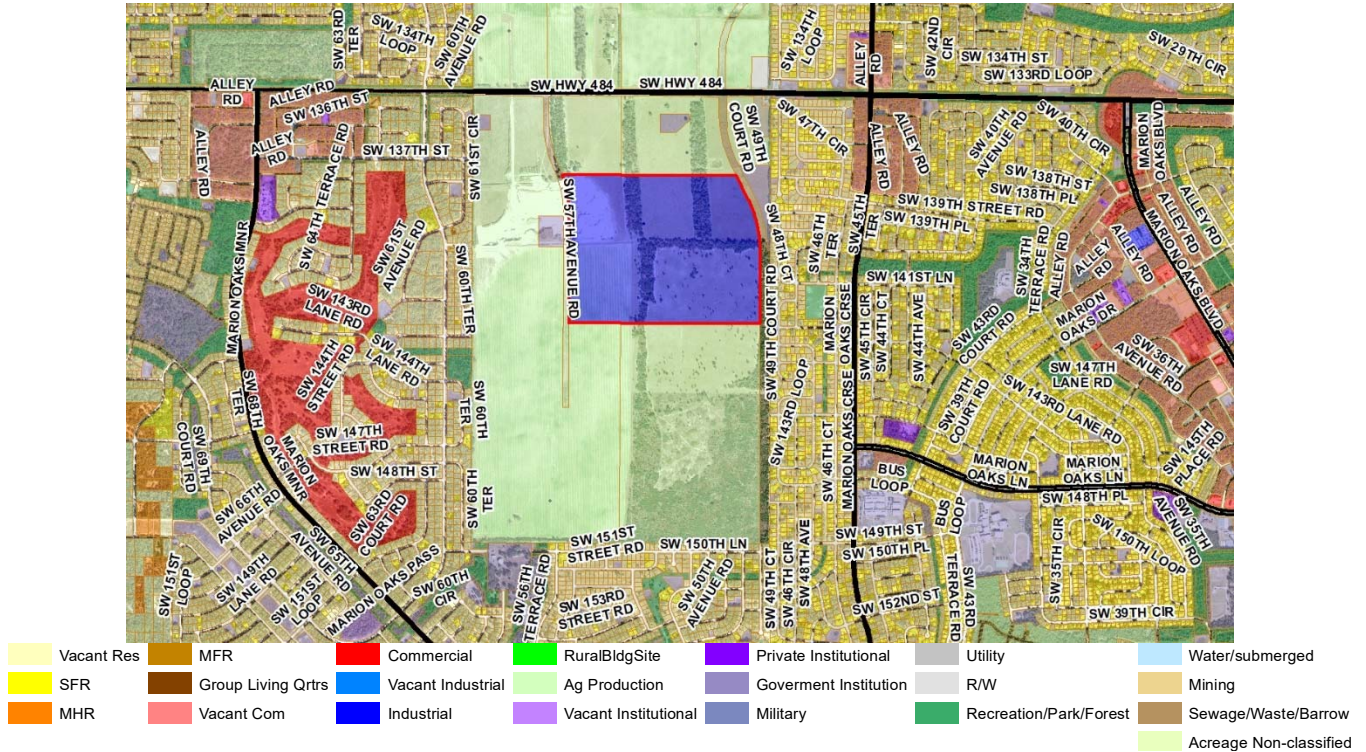 SW 63RD
TER
SW 134TH
LOOP
SW 60TH
AVENUE RD
SW 134TH
LOOP
SW 42ND
CIR
SW 134TH ST
SW 133RD LOOP
SW 29TH CIR
ALLEY
RD
ALLEY RD
SW 136TH ST
SW HWY 484
SW HWY 484
ALLEY
RD
ALLEY RD
ALLEY
RD
SW 64TH TERRACE RD
SW 137TH ST
SW 61ST CIR
SW 49TH
COURT RD
SW 47TH CIR
ALLEY RD
ALLEY RD
SW 40TH
AVENUE RD
SW 40TH CIR
MARION
OAKS BLVD
SW 138TH ST
SW 138TH PL
SW 139TH STREET RD
SW 139TH PL
ALLEY RD
ALLEY RD
ALLEY RD
ALLEY RD
MARION OAKS BLVD
MARION OAKS MNR
SW 61ST
AVENUE RD
SW 57TH AVENUE RD
SW 60TH TER
SW 48TH CT
SW 46TH
TER
SW 45TH
TER
SW 34TH
TERRACE RD
ALLEY RD
SW 141ST LN
SW 143RD
LANE RD
SW 144TH
STREET RD
SW 144TH
LANE RD
SW 49TH COURT RD
MARION
OAKS CRSE
SW 45TH CIR
SW 44TH CT
SW 44TH AVE
SW 43RD
COURT RD
MARION
OAKS DR
SW 36TH
AVENUE RD
SW 147TH
LANE RD
SW 68TH
TER
SW 60TH
TER
SW 60TH
SW 143RD LOOP
SW 39TH
COURT RD
SW 143RD LANE RD
SW 145TH
PLACE RD
SW 69TH
COURT RD
SW 147TH
STREET RD
MARION
OAKS MNR
SW 148TH ST
SW 46TH CT
MARION OAKS CRSE
BUS
LOOP
MARION
OAKS LN
MARION
OAKS LN
SW 148TH PL
SW 66TH
AVENUE RD
SW 63RD
COURT RD
SW 60TH
TER
BUS
LOOP
SW 35TH
AVENUE RD
SW 65TH
AVENUE RD
SW 151ST
STREET RD
SW 150TH LN
SW 149TH ST
SW 150TH PL
SW 150TH LOOP
SW 151ST
LOOP
SW 149TH
LANE RD
SW 151ST
LOOP
MARION OAKS PASS
SW 60TH
CIR
SW 56TH
TERRACE RD
SW 153RD
STREET RD
SW 50TH
AVENUE RD
SW 49TH CT
SW 46TH CIR
SW 48TH AVE
SW 152ND ST
SW 43RD
TERRACE RD
SW 35TH CIR
SW 39TH CIR
Vacant Res
MFR
Commercial
RuralBldgSite
Private Institutional
Utility
Water/submerged
SFR
Group Living Qrtrs
Vacant Industrial
Ag Production
Goverment Institution
R/W
Mining
MHR
Vacant Com
Industrial
Vacant Institutional
Military
Recreation/Park/Forest
Sewage/Waste/Barrow
Acreage Non-classified